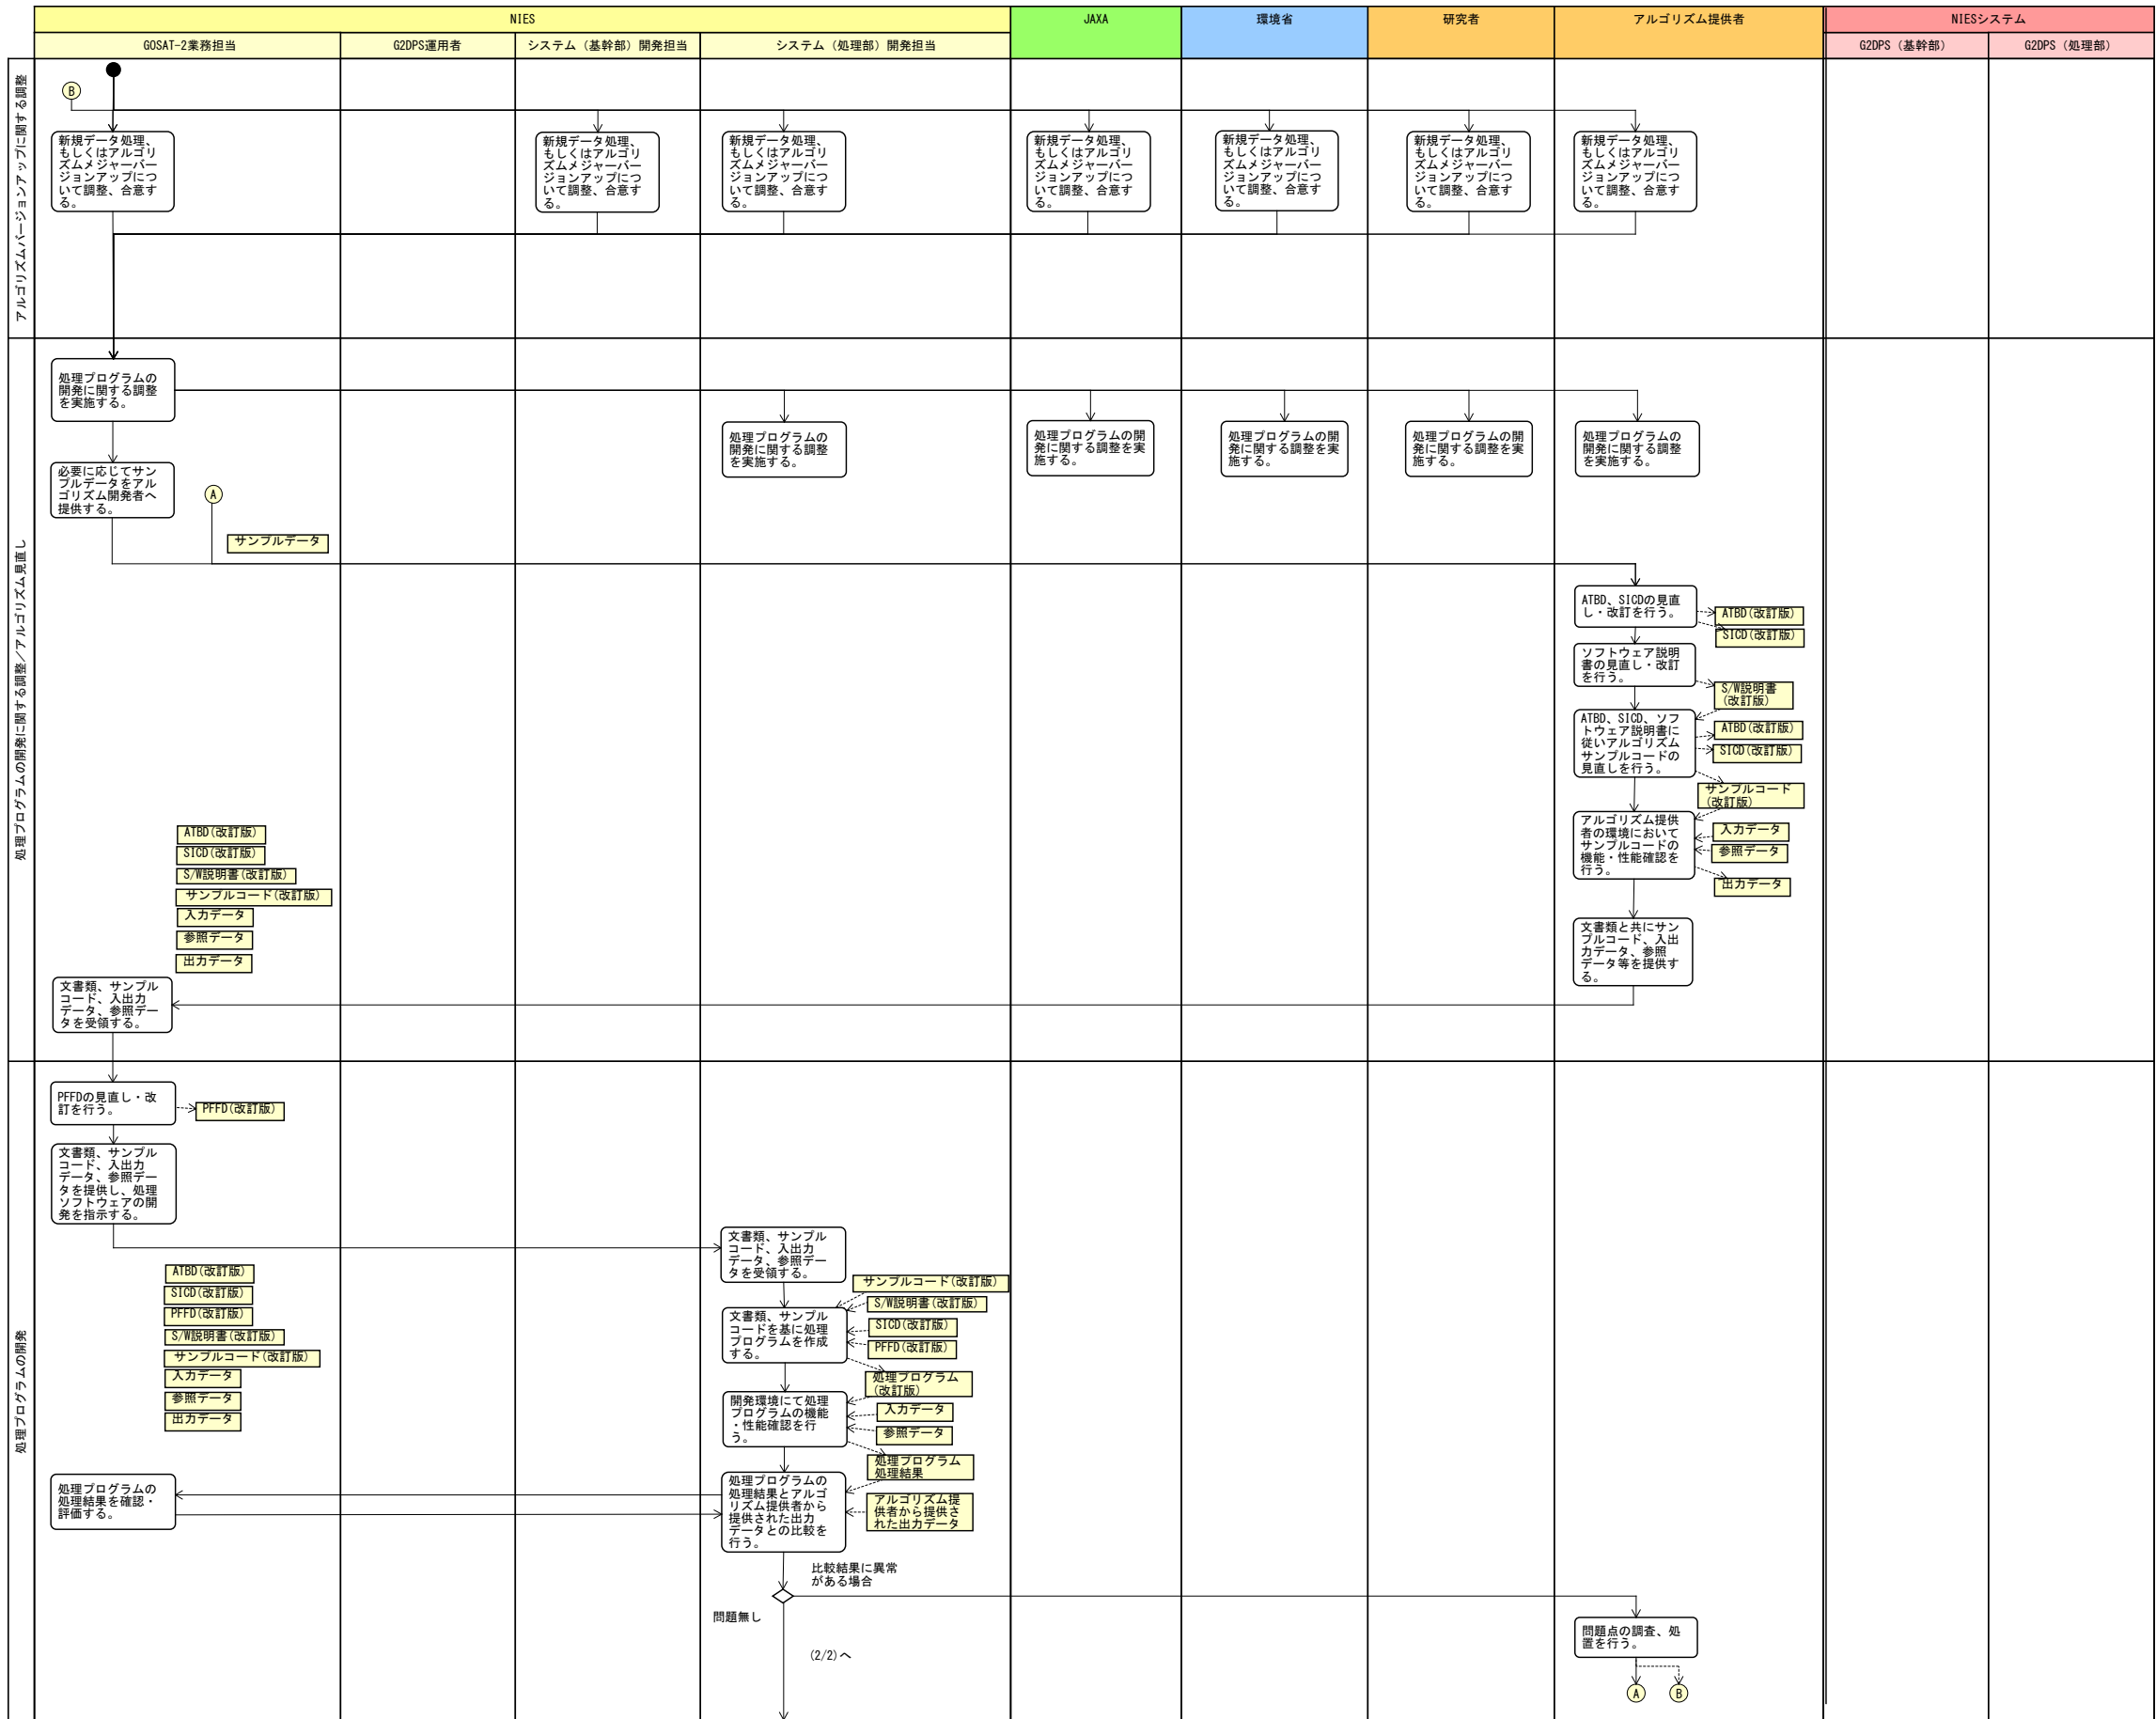 NIES
JAXA
環境省
研究者
アルゴリズム提供者
NIESシステム
GOSAT-2業務担当
G2DPS運用者
システム（基幹部）開発担当
システム（処理部）開発担当
G2DPS（基幹部）
G2DPS（処理部）
アルゴリズムバージョンアップに関する調整
B
新規データ処理、
もしくはアルゴリ
ズムメジャーバー
ジョンアップにつ
いて調整、合意す
る。
新規データ処理、
もしくはアルゴリ
ズムメジャーバー
ジョンアップにつ
いて調整、合意す
る。
新規データ処理、
もしくはアルゴリ
ズムメジャーバー
ジョンアップにつ
いて調整、合意す
る。
新規データ処理、
もしくはアルゴリ
ズムメジャーバー
ジョンアップにつ
いて調整、合意す
る。
新規データ処理、
もしくはアルゴリ
ズムメジャーバー
ジョンアップにつ
いて調整、合意す
る。
新規データ処理、
もしくはアルゴリ
ズムメジャーバー
ジョンアップにつ
いて調整、合意す
る。
新規データ処理、
もしくはアルゴリ
ズムメジャーバー
ジョンアップにつ
いて調整、合意す
る。
処理プログラムの開発に関する調整／アルゴリズム見直し
処理プログラムの
開発に関する調整
を実施する。
処理プログラムの
開発に関する調整
を実施する。
処理プログラムの開
発に関する調整を実
施する。
処理プログラムの開
発に関する調整を実
施する。
処理プログラムの開
発に関する調整を実
施する。
処理プログラムの
開発に関する調整
を実施する。
必要に応じてサン
プルデータをアル
ゴリズム開発者へ
提供する。
A
サンプルデータ
ATBD、SICDの見直
し・改訂を行う。
ATBD(改訂版)
SICD(改訂版)
ソフトウェア説明
書の見直し・改訂
を行う。
S/W説明書
(改訂版)
ATBD、SICD、ソフ
トウェア説明書に
従いアルゴリズム
サンプルコードの
見直しを行う。
ATBD(改訂版)
SICD(改訂版)
サンプルコード
(改訂版)
アルゴリズム提供
者の環境において
サンプルコードの
機能・性能確認を
行う。
入力データ
参照データ
出力データ
文書類と共にサン
プルコード、入出
力データ、参照
データ等を提供す
る。
ATBD(改訂版)
SICD(改訂版)
S/W説明書(改訂版)
サンプルコード(改訂版)
入力データ
参照データ
出力データ
文書類、サンプル
コード、入出力
データ、参照デー
タを受領する。
処理プログラムの開発
PFFDの見直し・改
訂を行う。
PFFD(改訂版)
文書類、サンプル
コード、入出力
データ、参照デー
タを提供し、処理
ソフトウェアの開
発を指示する。
ATBD(改訂版)
SICD(改訂版)
PFFD(改訂版)
S/W説明書(改訂版)
サンプルコード(改訂版)
入力データ
参照データ
出力データ
文書類、サンプル
コード、入出力
データ、参照デー
タを受領する。
サンプルコード(改訂版)
S/W説明書(改訂版)
SICD(改訂版)
PFFD(改訂版)
文書類、サンプル
コードを基に処理
プログラムを作成
する。
処理プログラム
(改訂版)
開発環境にて処理
プログラムの機能
・性能確認を行
う。
入力データ
参照データ
処理プログラム
処理結果
処理プログラムの
処理結果とアルゴ
リズム提供者から
提供された出力
データとの比較を
行う。
アルゴリズム提
供者から提供さ
れた出力データ
処理プログラムの
処理結果を確認・
評価する。
比較結果に異常
がある場合
問題無し
(2/2)へ
問題点の調査、処
置を行う。
A
B